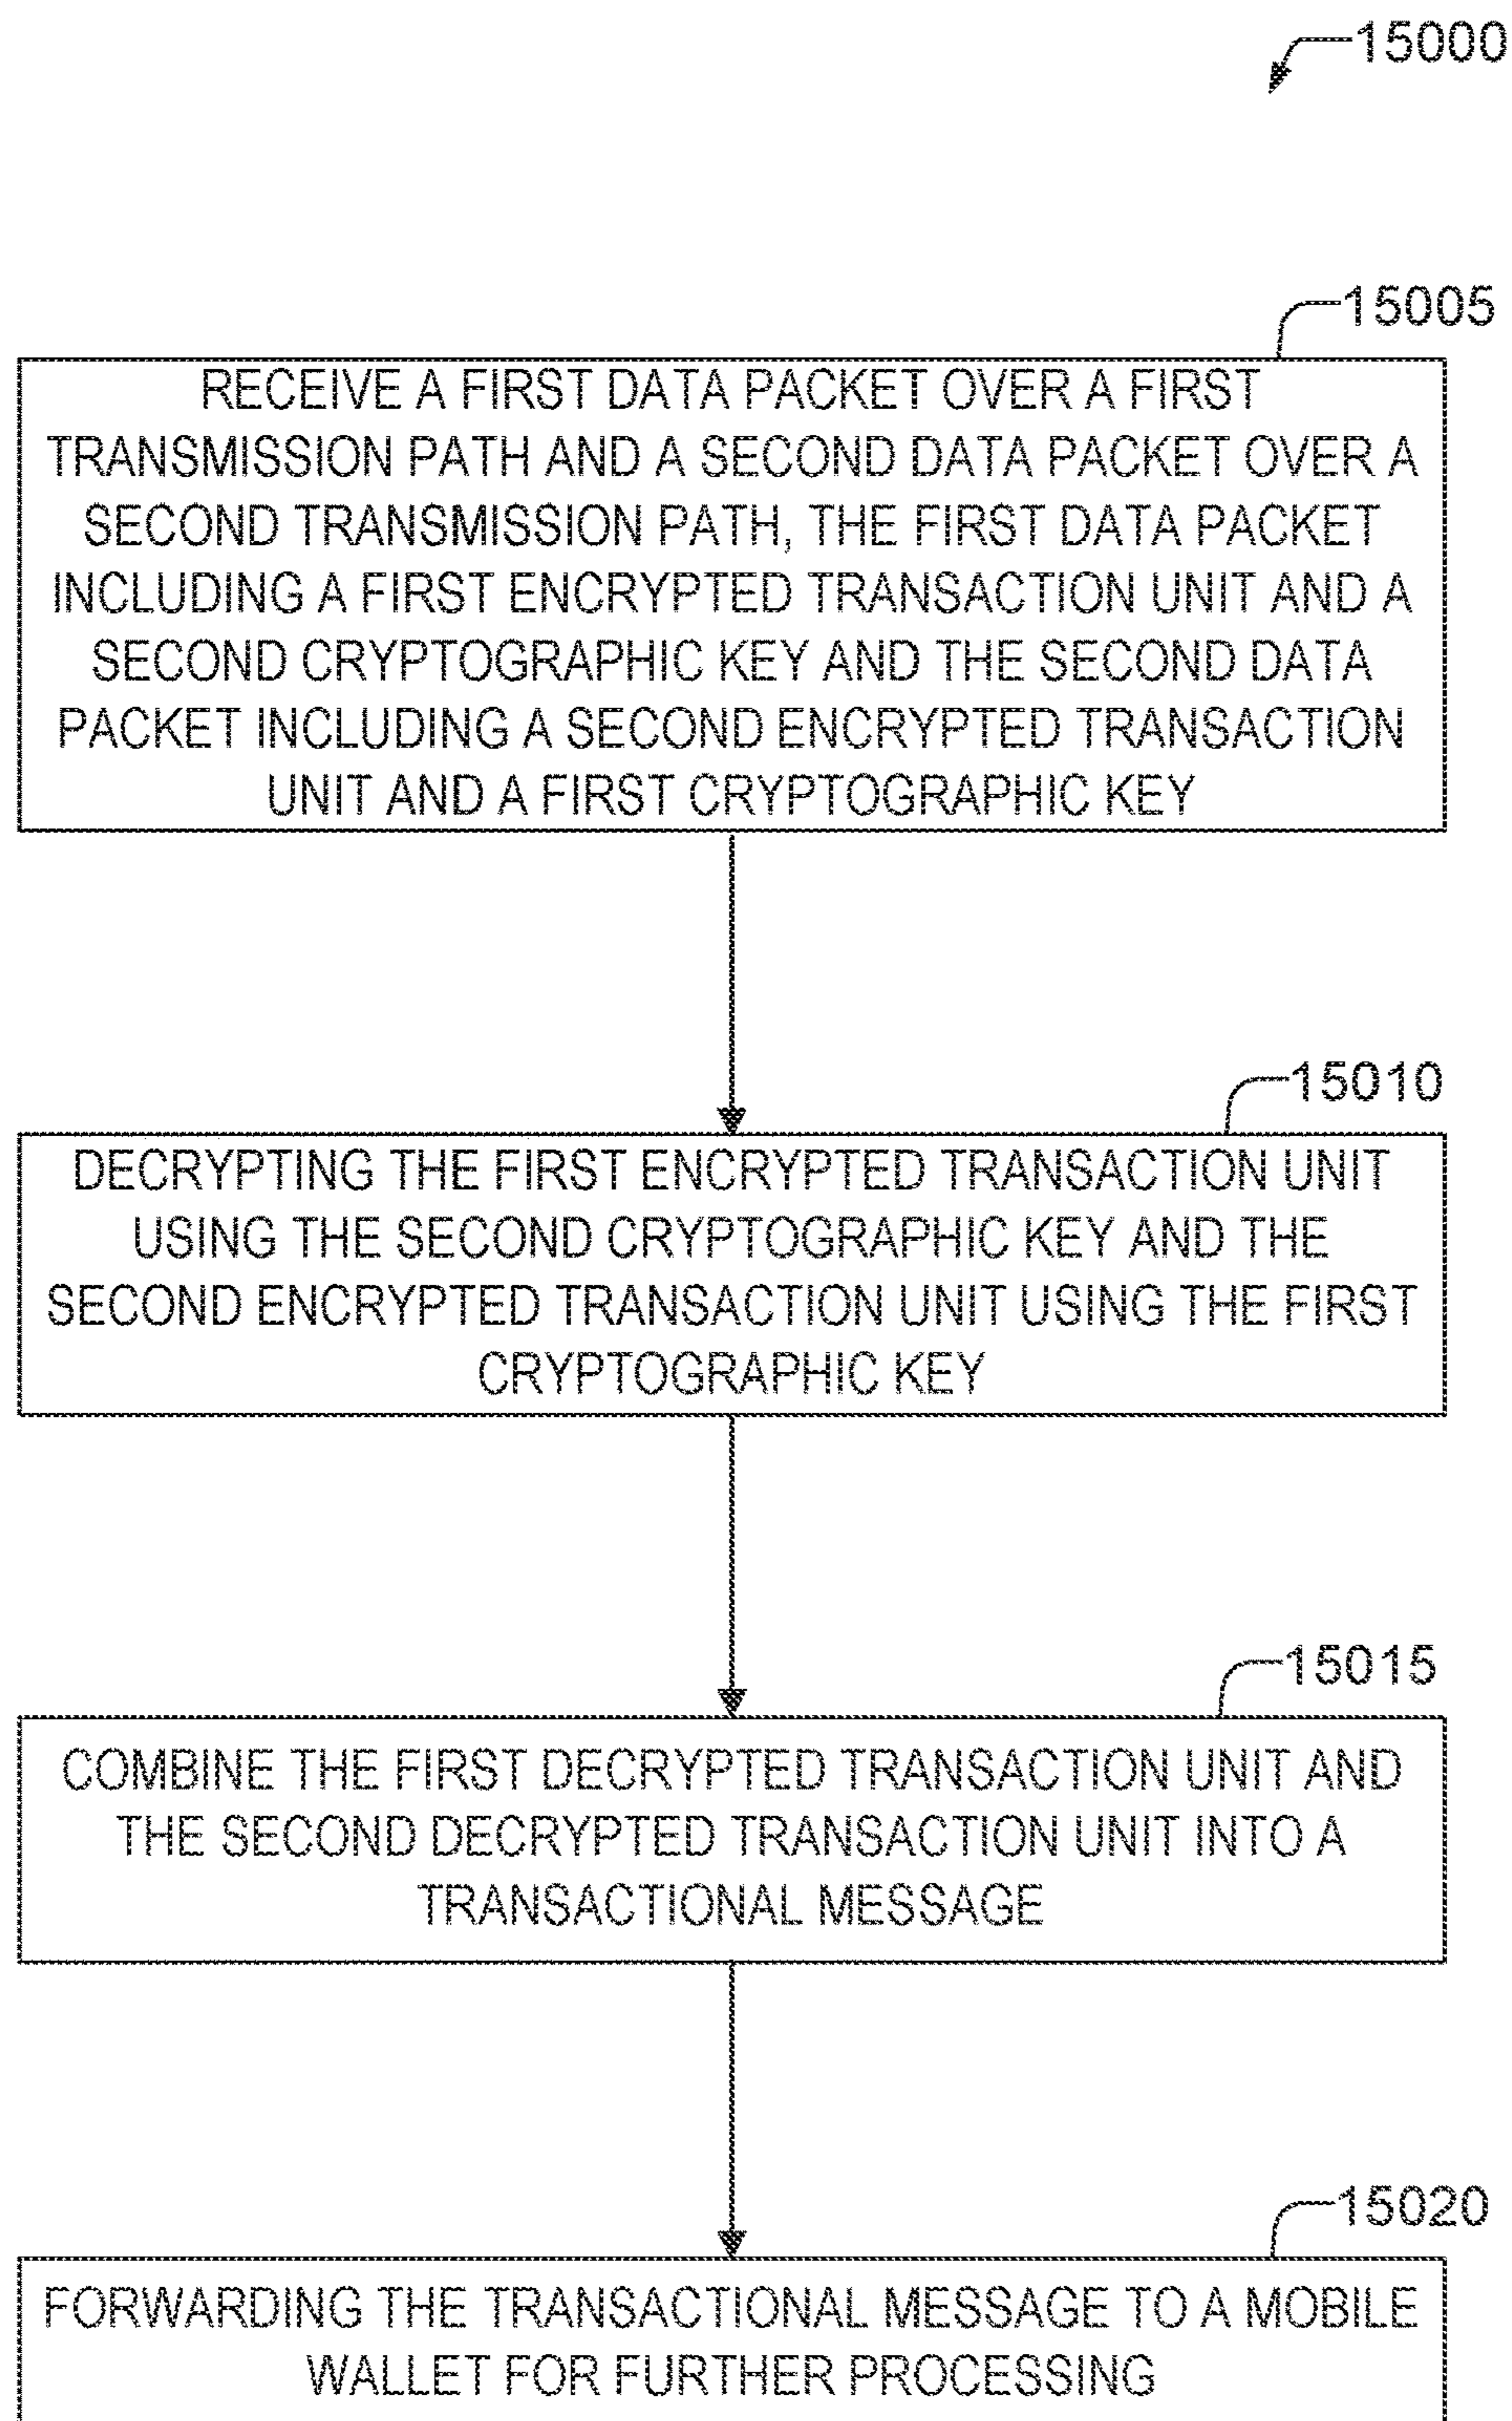 15000
15005
RECEIVE A FIRST DATA PACKET OVER A FIRST
TRANSMISSION PATH AND A SECOND DATA PACKET OVER A
SECOND TRANSMISSION PATH, THE FIRST DATA PACKET
INCLUDING A FIRST ENCRYPTED TRANSACTION UNIT AND A
SECOND CRYPTOGRAPHIC KEY AND THE SECOND DATA
PACKET INCLUDING A SECOND ENCRYPTED TRANSACTION
UNIT AND A FIRST CRYPTOGRAPHIC KEY
15010
DECRYPTING THE FIRST ENCRYPTED TRANSACTION UNIT
USING THE SECOND CRYPTOGRAPHIC KEY AND THE
SECOND ENCRYPTED TRANSACTION UNIT USING THE FIRST
CRYPTOGRAPHIC KEY
15015
COMBINE THE FIRST DECRYPTED TRANSACTION UNIT AND
THE SECOND DECRYPTED TRANSACTION UNIT INTO A
TRANSACTIONAL MESSAGE
15020
FORWARDING THE TRANSACTIONAL MESSAGE TO A MOBILE
WALLET FOR FURTHER PROCESSING